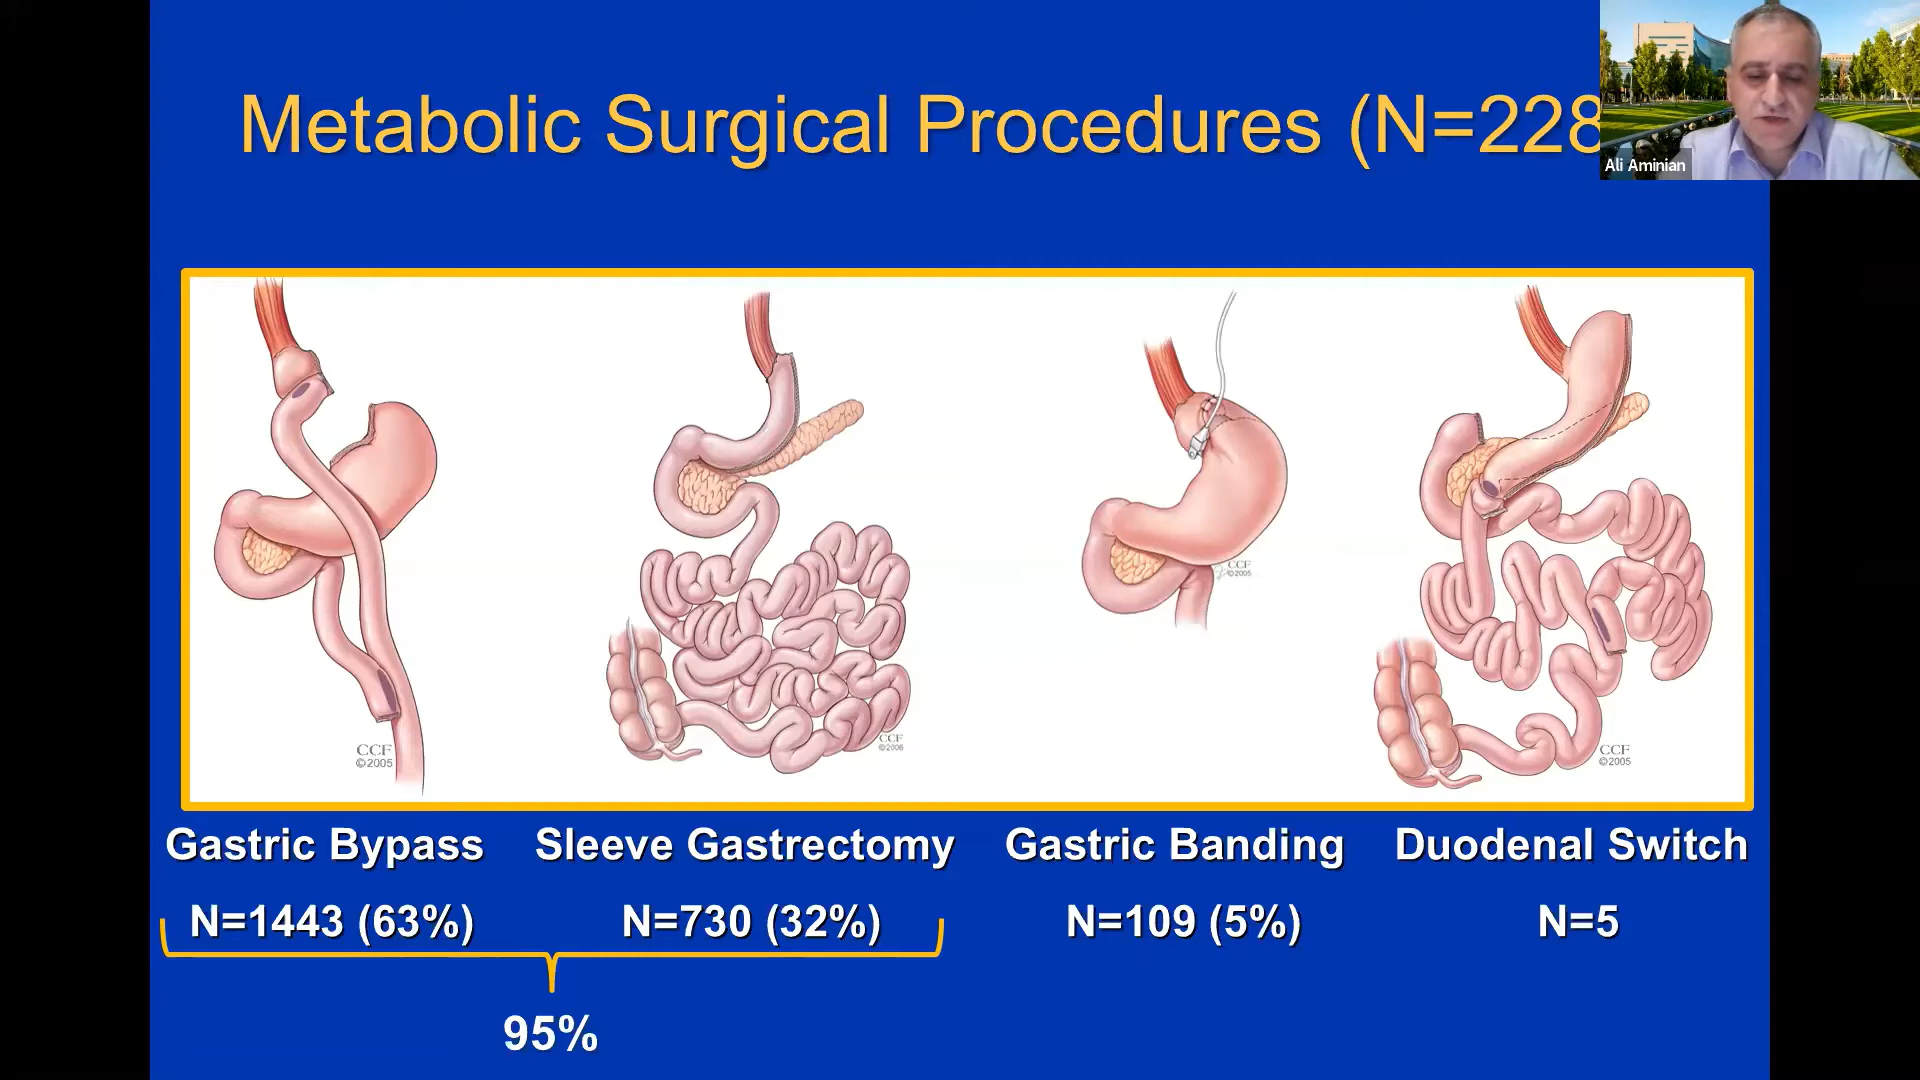 Metabolic Surgical Procedures (N=228
Ali Aminian
CCF
©2005
CCF
©2006
CCF
©2005
CCF
©2005
Gastric Bypass
Sleeve Gastrectomy
Gastric Banding
Duodenal Switch
N=1443 (63%)
N=730 (32%)
N=109 (5%)
N=5
95%